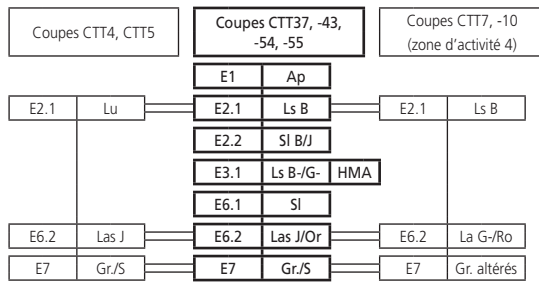 Coupes CTT4, CTT5
Coupes CTT37, -43,
-54, -55
Coupes CTT7, -10
(zone d'activité 4)
E1 Ap
E2.1 Lu E2.1 Ls B E2.1 Ls B
E2.2 Sl B/J
E3.1 Ls B-/G- HMA
E6.1 Sl
E6.2 Las J E6.2 Las J/Or E6.2 La G-/Ro
E7 Gr./S E7 Gr./S E7 Gr. altérés